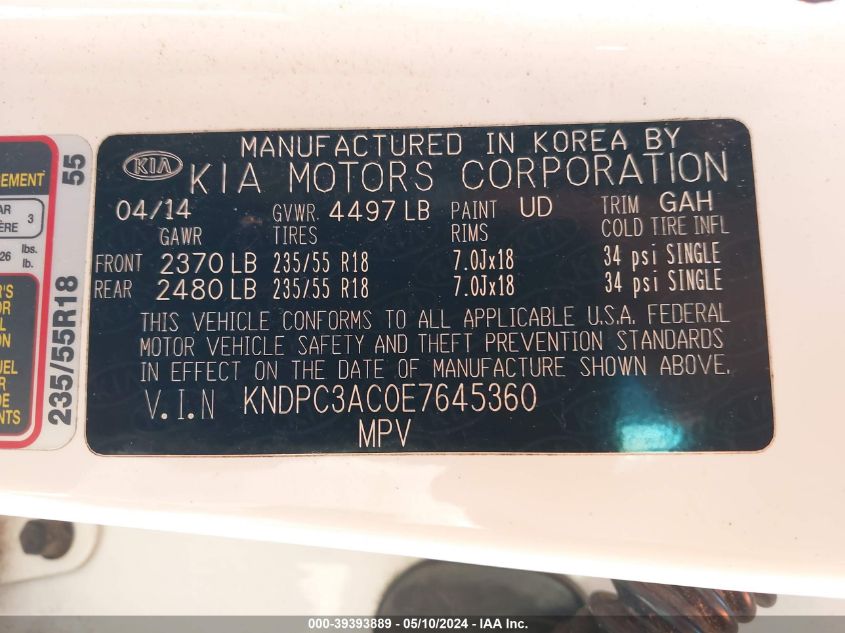 MANUFACTURED IN KOREA BY
KIA KIA MOTORS CORPORATION
04/14 GVWR. 4497 LB PAINT UD TRIM GAH
GAWR TIRES RIMS COLD TIRE INFL
FRONT 2370 LB 235/55 R18 7.0Jx18 34 psi SINGLE
REAR 2480 LB 235/55 R18 7.0Jx18 34 psi SINGLE
THIS VEHICLE CONFORMS TO ALL APPLICABLE U.S.A. FEDERAL
MOTOR VEHICLE SAFETY AND THEFT PREVENTION STANDARDS
IN EFFECT ON THE DATE OF MANUFACTURE SHOWN ABOVE.
V.I.N KNDPC3AC0E7645360
MPV
235/55R18 55
3
lbs.
lb.
000-39393889 - 05/10/2024 - IAA Inc.